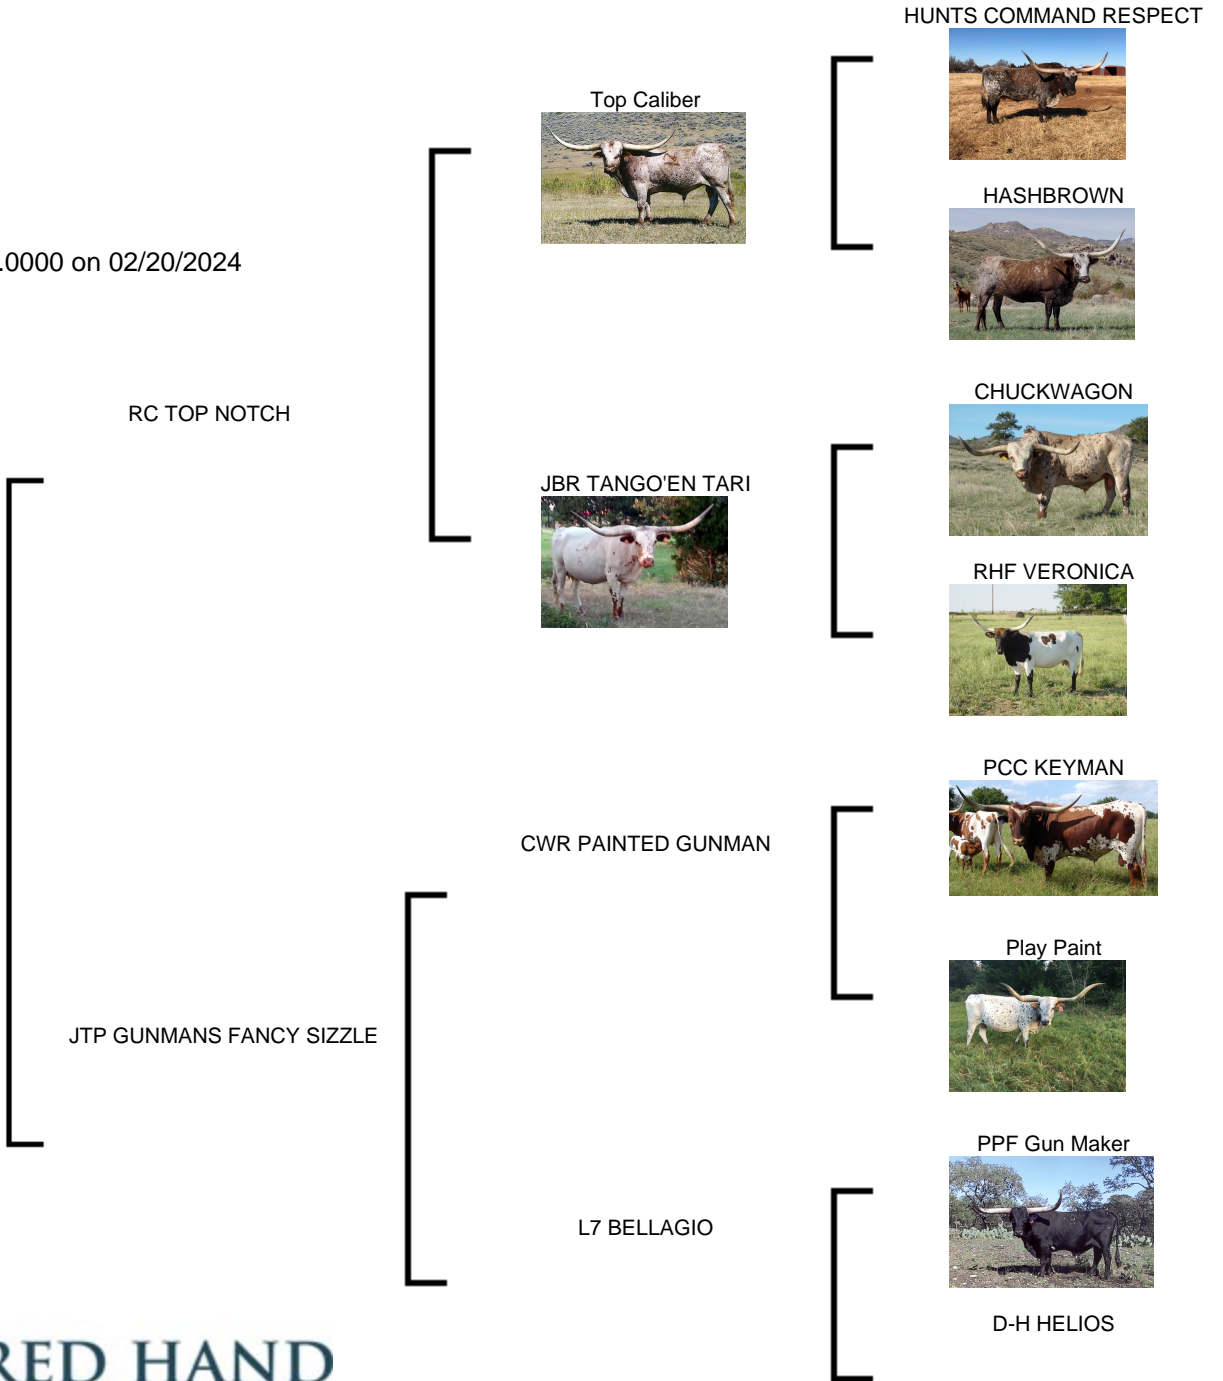 HUNTS COMMAND RESPECT
Top Caliber
HASHBROWN
.0000 on 02/20/2024
CHUCKWAGON
RC TOP NOTCH
JBR TANGO'EN TARI
RHF VERONICA
PCC KEYMAN
CWR PAINTED GUNMAN
Play Paint
JTP GUNMANS FANCY SIZZLE
PPF Gun Maker
L7 BELLAGIO
D-H HELIOS
RED HAND